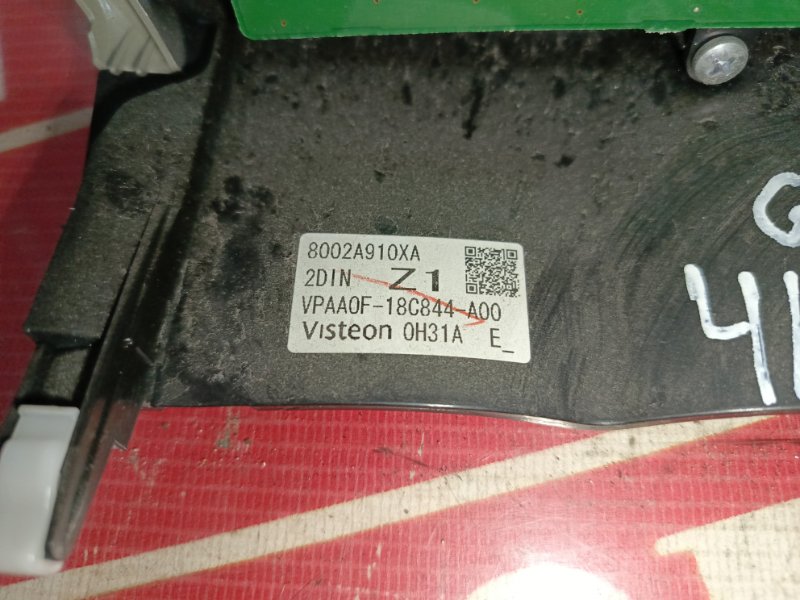 8002A910XA
2DIN Z1
VPAA0F-18C844-A00
Visteon 0H31A E_